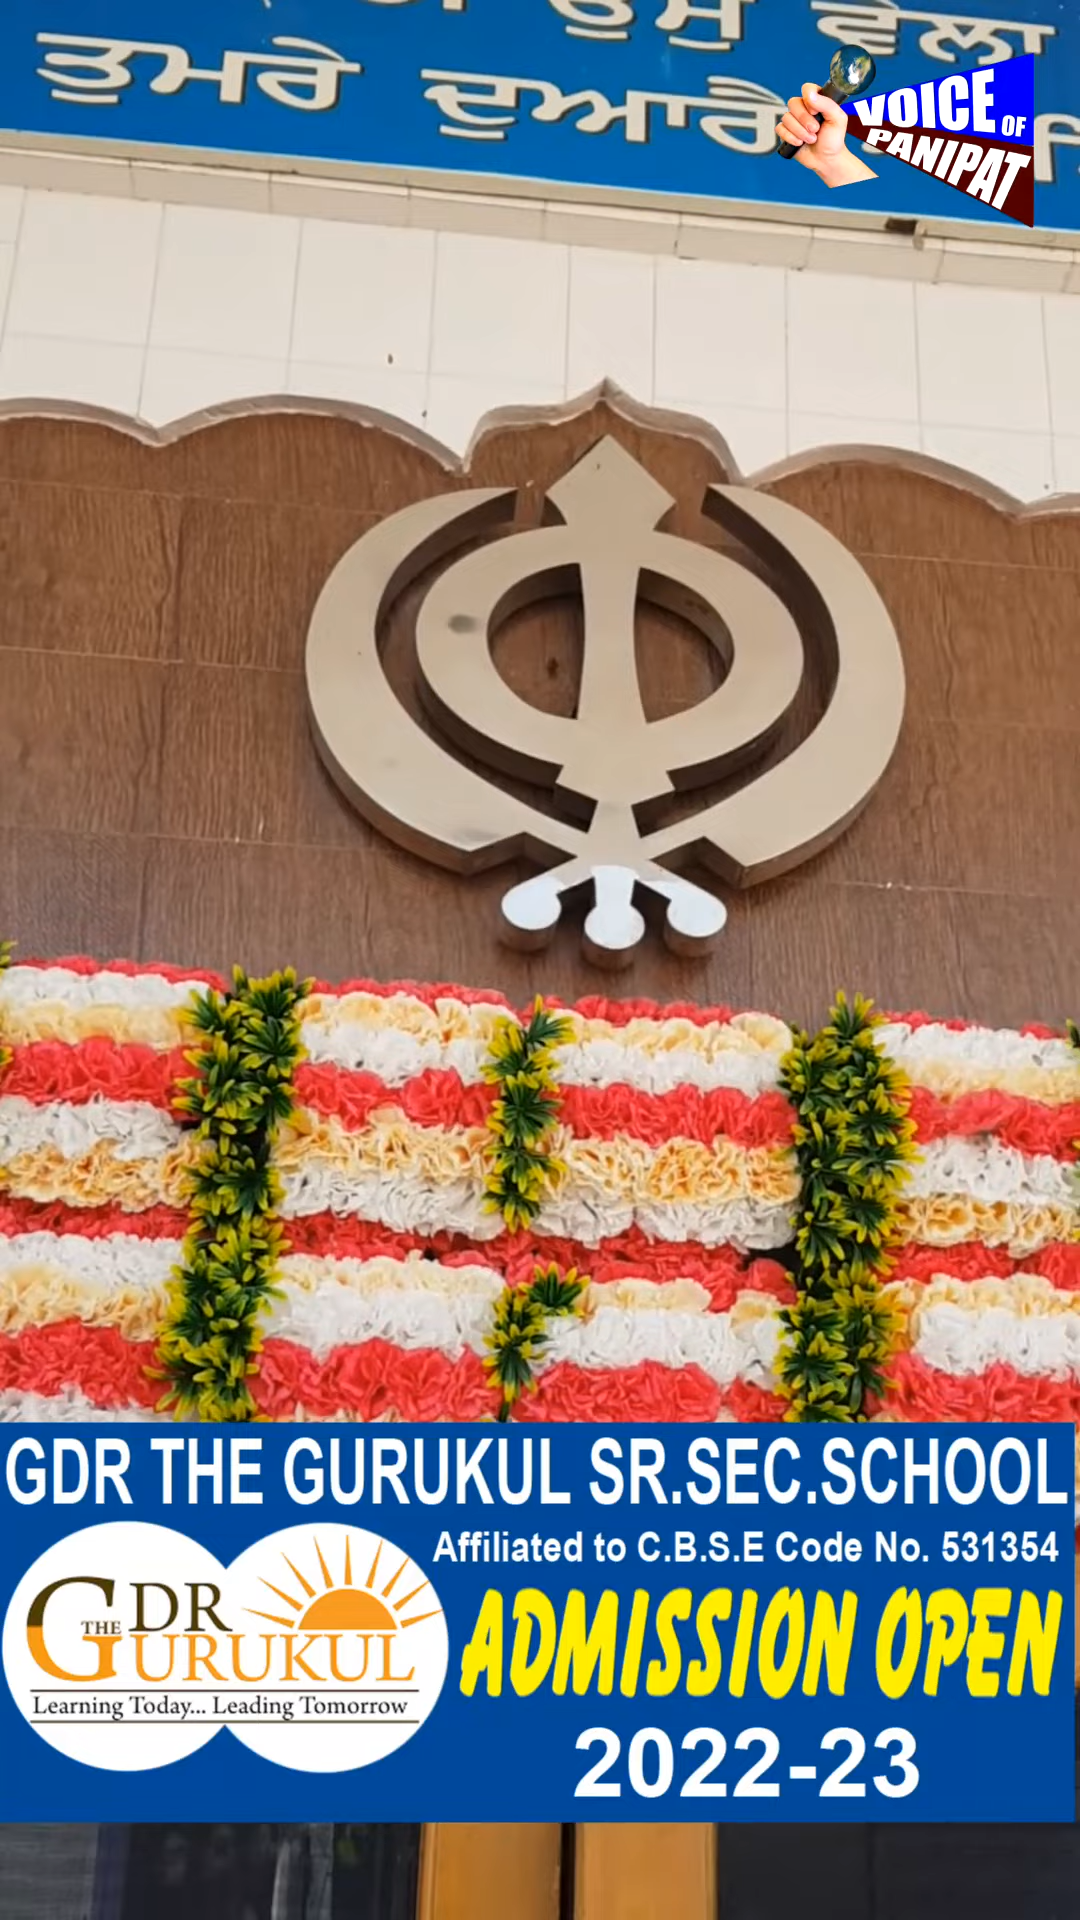 ਤੁਮਰੇ ਦੁਆਰੈ
VOICE OF
PANIPAT
GDR THE GURUKUL SR.SEC.SCHOOL
Affiliated to C.B.S.E Code No. 531354
GDR
THE GURUKUL
Learning Today... Leading Tomorrow
ADMISSION OPEN
2022-23